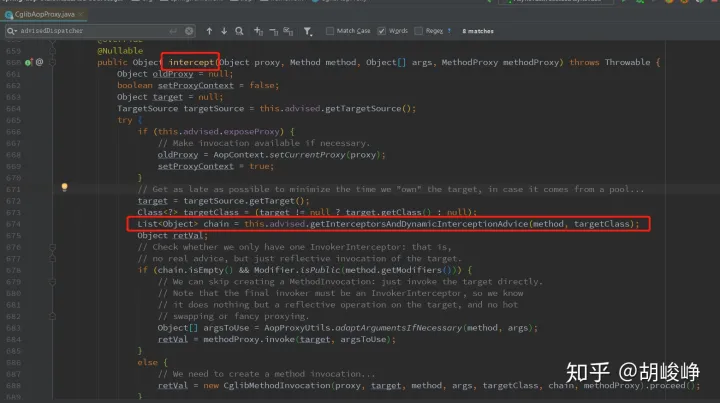 CglibAopProxy.java
advisedDispatcher
Match Case
Words
Regex
?
8 matches
659 @Nullable
660 public Object intercept(Object proxy, Method method, Object[] args, MethodProxy methodProxy) throws Throwable {
661 Object oldProxy = null;
662 boolean setProxyContext = false;
663 Object target = null;
664 TargetSource targetSource = this.advised.getTargetSource();
665 try {
666 if (this.advised.exposeProxy) {
667 // Make invocation available if necessary.
668 oldProxy = AopContext.setCurrentProxy(proxy);
669 setProxyContext = true;
670 }
671 // Get as late as possible to minimize the time we "own" the target, in case it comes from a pool...
672 target = targetSource.getTarget();
673 Class<?> targetClass = (target != null ? target.getClass() : null);
674 List<Object> chain = this.advised.getInterceptorsAndDynamicInterceptionAdvice(method, targetClass);
675 Object retVal;
676 // Check whether we only have one InvokerInterceptor: that is,
677 // no real advice, but just reflective invocation of the target.
678 if (chain.isEmpty() && Modifier.isPublic(method.getModifiers())) {
679 // We can skip creating a MethodInvocation: just invoke the target directly.
680 // Note that the final invoker must be an InvokerInterceptor, so we know
681 // it does nothing but a reflective operation on the target, and no hot
682 // swapping or fancy proxying.
683 Object[] argsToUse = AopProxyUtils.adaptArgumentsIfNecessary(method, args);
684 retVal = methodProxy.invoke(target, argsToUse);
685 }
686 else {
687 // We need to create a method invocation...
688 retVal = new CglibMethodInvocation(proxy, target, method, args, targetClass, chain, methodProxy).proceed();
689 }
知乎 @胡峻峥